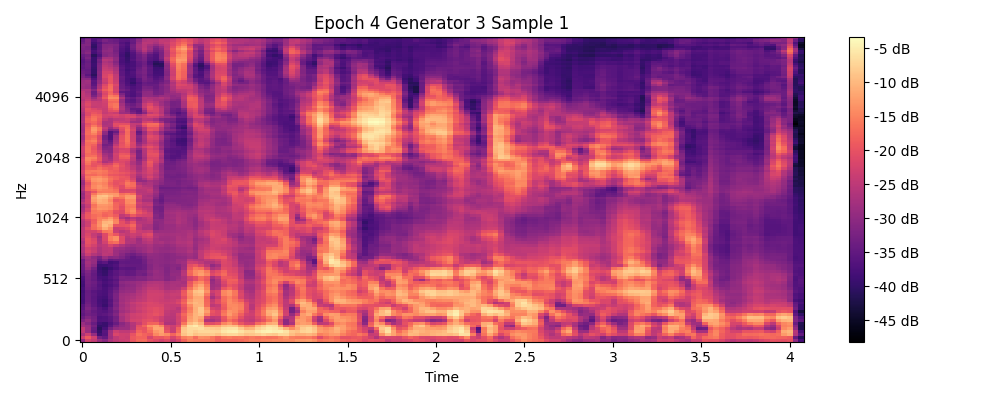 Epoch 4 Generator 3 Sample 1
Hz
4096
2048
1024
512
0
0
0.5
1
1.5
2
2.5
3
3.5
4
Time
-5 dB
-10 dB
-15 dB
-20 dB
-25 dB
-30 dB
-35 dB
-40 dB
-45 dB